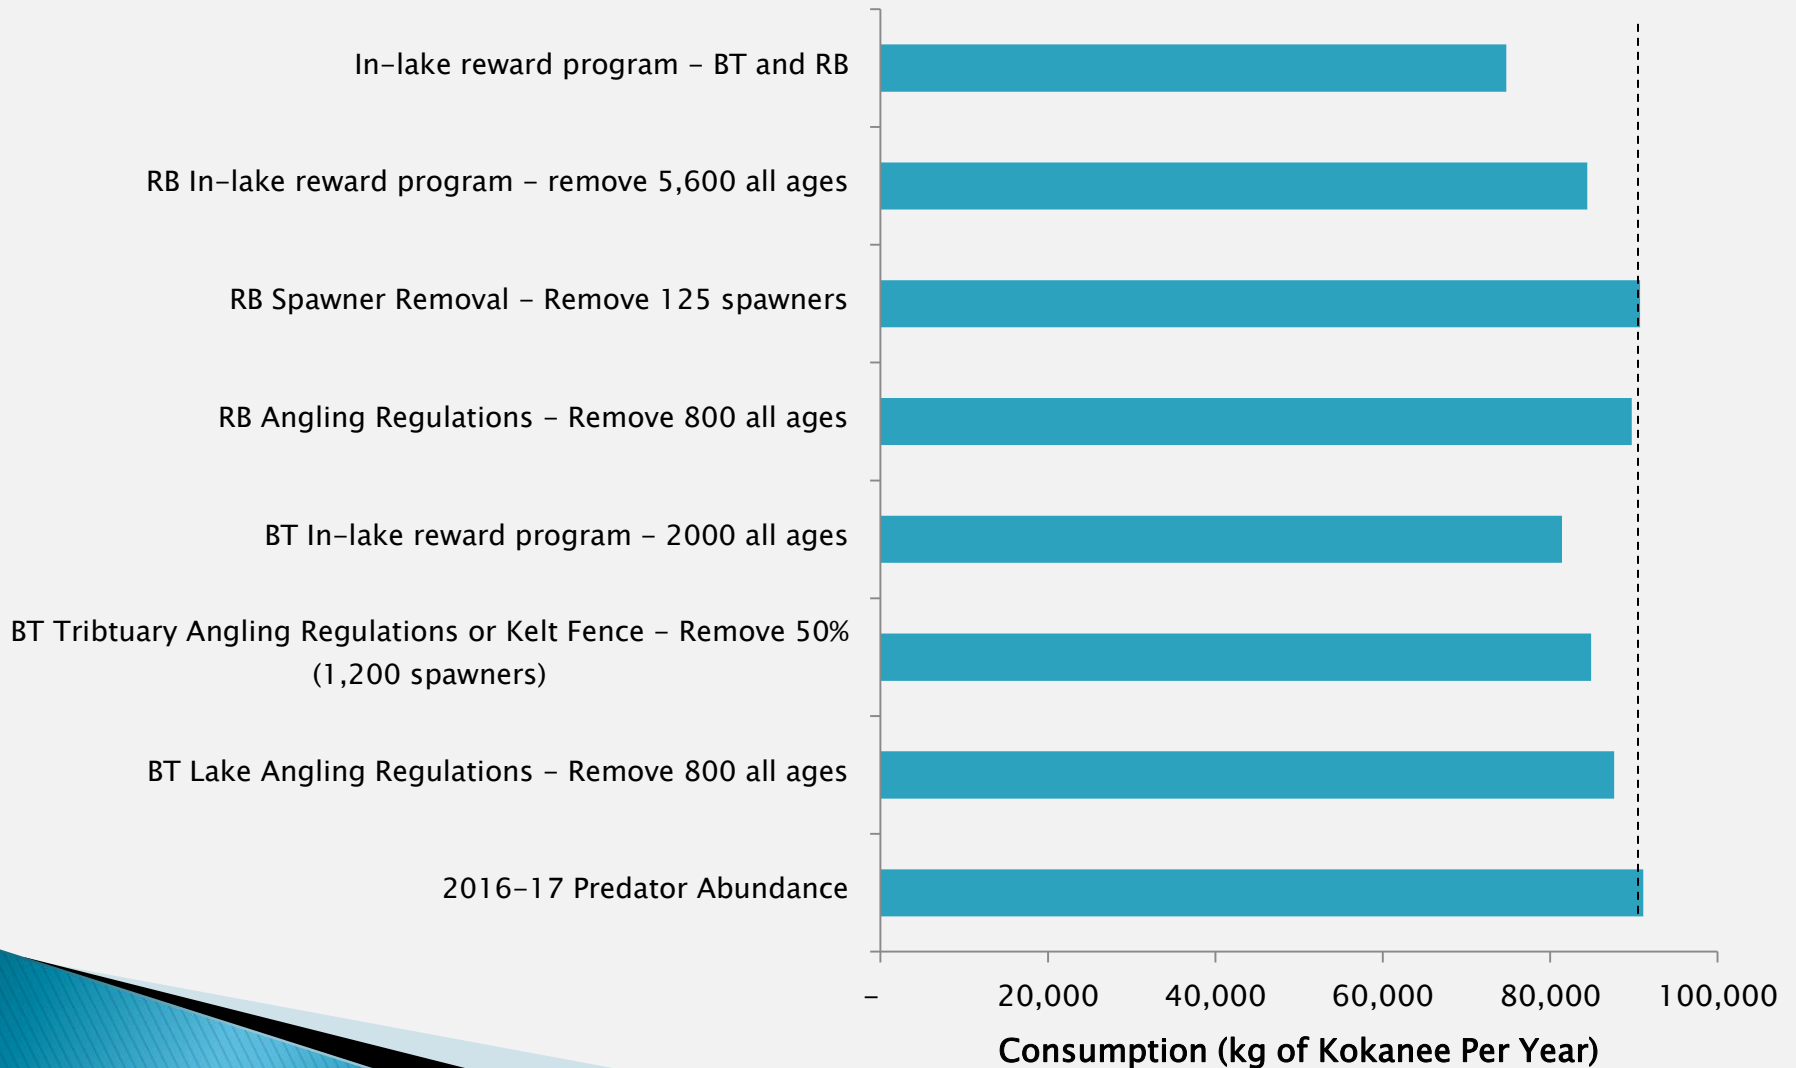 In-lake reward program - BT and RB
RB In-lake reward program - remove 5,600 all ages
RB Spawner Removal - Remove 125 spawners
RB Angling Regulations - Remove 800 all ages
BT In-lake reward program - 2000 all ages
BT Tribtuary Angling Regulations or Kelt Fence - Remove 50%
(1,200 spawners)
BT Lake Angling Regulations - Remove 800 all ages
2016-17 Predator Abundance
- 20,000 40,000 60,000 80,000 100,000
Consumption (kg of Kokanee Per Year)